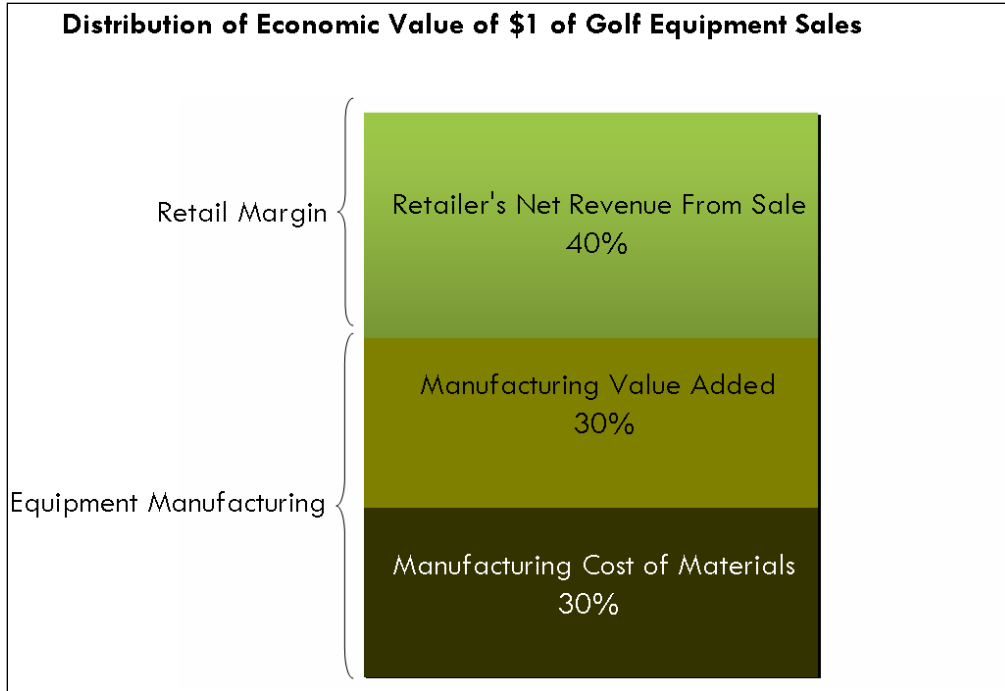 Distribution of Economic Value of $1 of Golf Equipment Sales
Retail Margin
Retailer's Net Revenue From Sale
40%
Manufacturing Value Added
30%
Equipment Manufacturing
Manufacturing Cost of Materials
30%